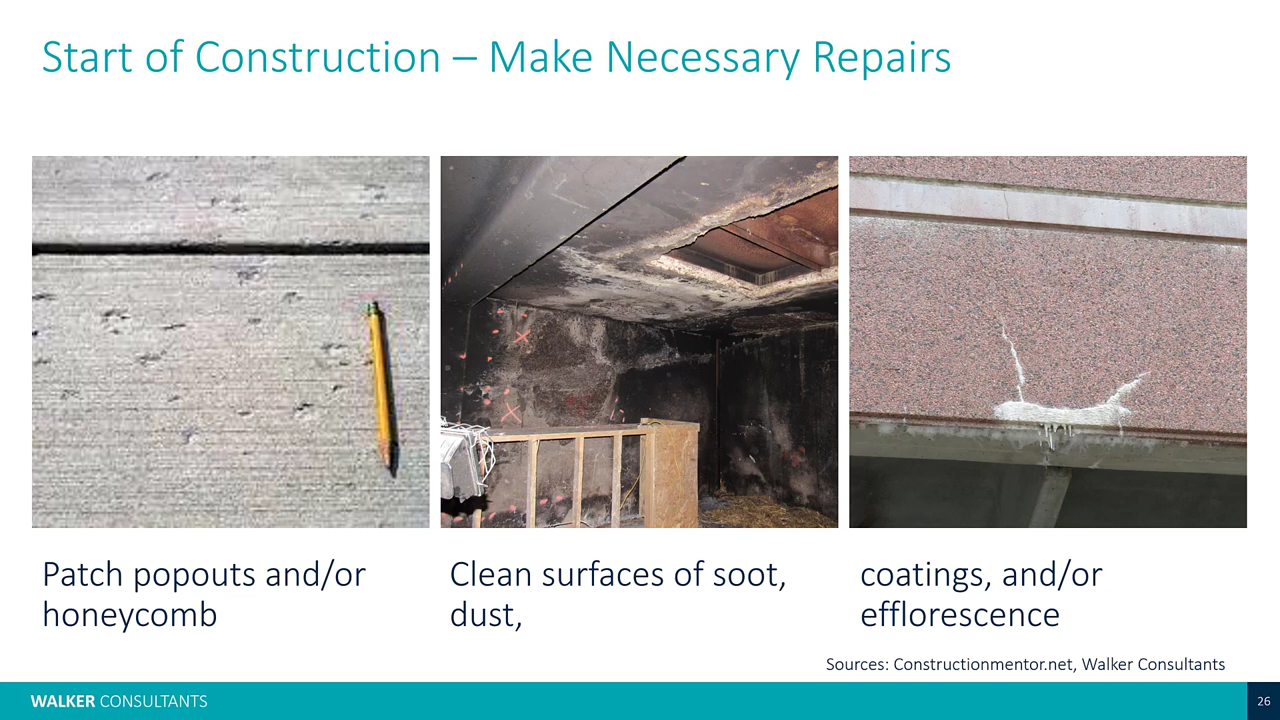 Start of Construction – Make Necessary Repairs
Patch popouts and/or
honeycomb
Clean surfaces of soot,
dust,
coatings, and/or
efflorescence
Sources: Constructionmentor.net, Walker Consultants
WALKER CONSULTANTS
26